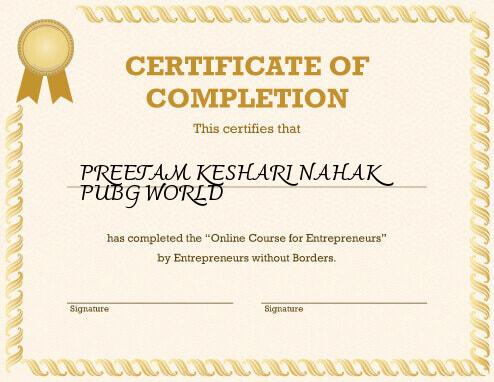 CERTIFICATE OF
COMPLETION
This certifies that
PREETAM KESHARI NAHAK
PUBG WORLD
has completed the “Online Course for Entrepreneurs”
by Entrepreneurs without Borders.
Signature
Signature